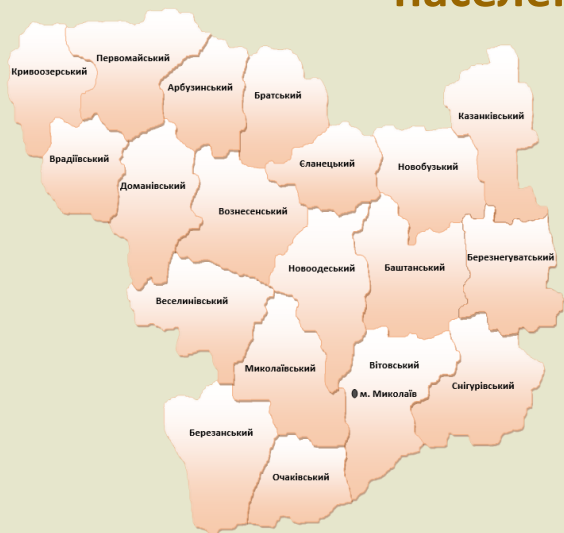 Кривоозерський
Первомайський
Арбузинський
Братський
Казанківський
Врадіївський
Доманівський
Єланецький
Новобузький
Вознесенський
Новоодеський
Баштанський
Березнегуватський
Веселинівський
Миколаївський
Вітовський
м. Миколаїв
Снігурівський
Березанський
Очаківський